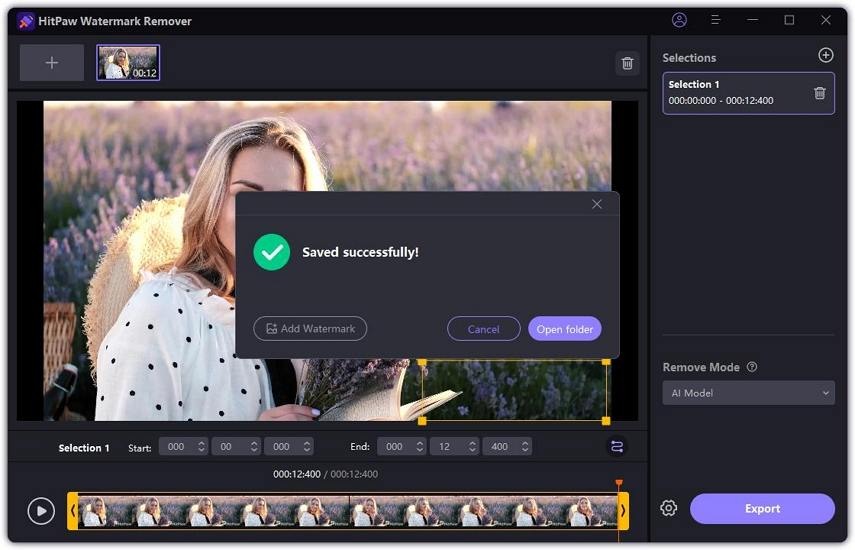 HitPaw Watermark Remover
00:12
Selections
Selection 1
000:00:000 - 000:12:400
Saved successfully!
Add Watermark
Cancel
Open folder
Remove Mode
AI Model
Selection 1 Start: 000 00 000 End: 000 12 400
000:12:400 / 000:12:400
Export